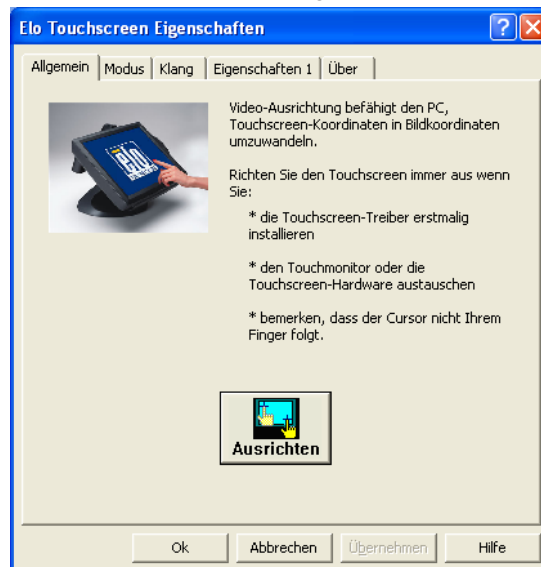 Elo Touchscreen Eigenschaften
Allgemein Modus Klang Eigenschaften 1 Über
elo
Video-Ausrichtung befähigt den PC,
Touchscreen-Koordinaten in Bildkoordinaten
umzuwandeln.
Richten Sie den Touchscreen immer aus wenn
Sie:
* die Touchscreen-Treiber erstmalig
installieren
* den Touchmonitor oder die
Touchscreen-Hardware austauschen
* bemerken, dass der Cursor nicht Ihrem
Finger folgt.
Ausrichten
Ok Abbrechen Übernehmen Hilfe